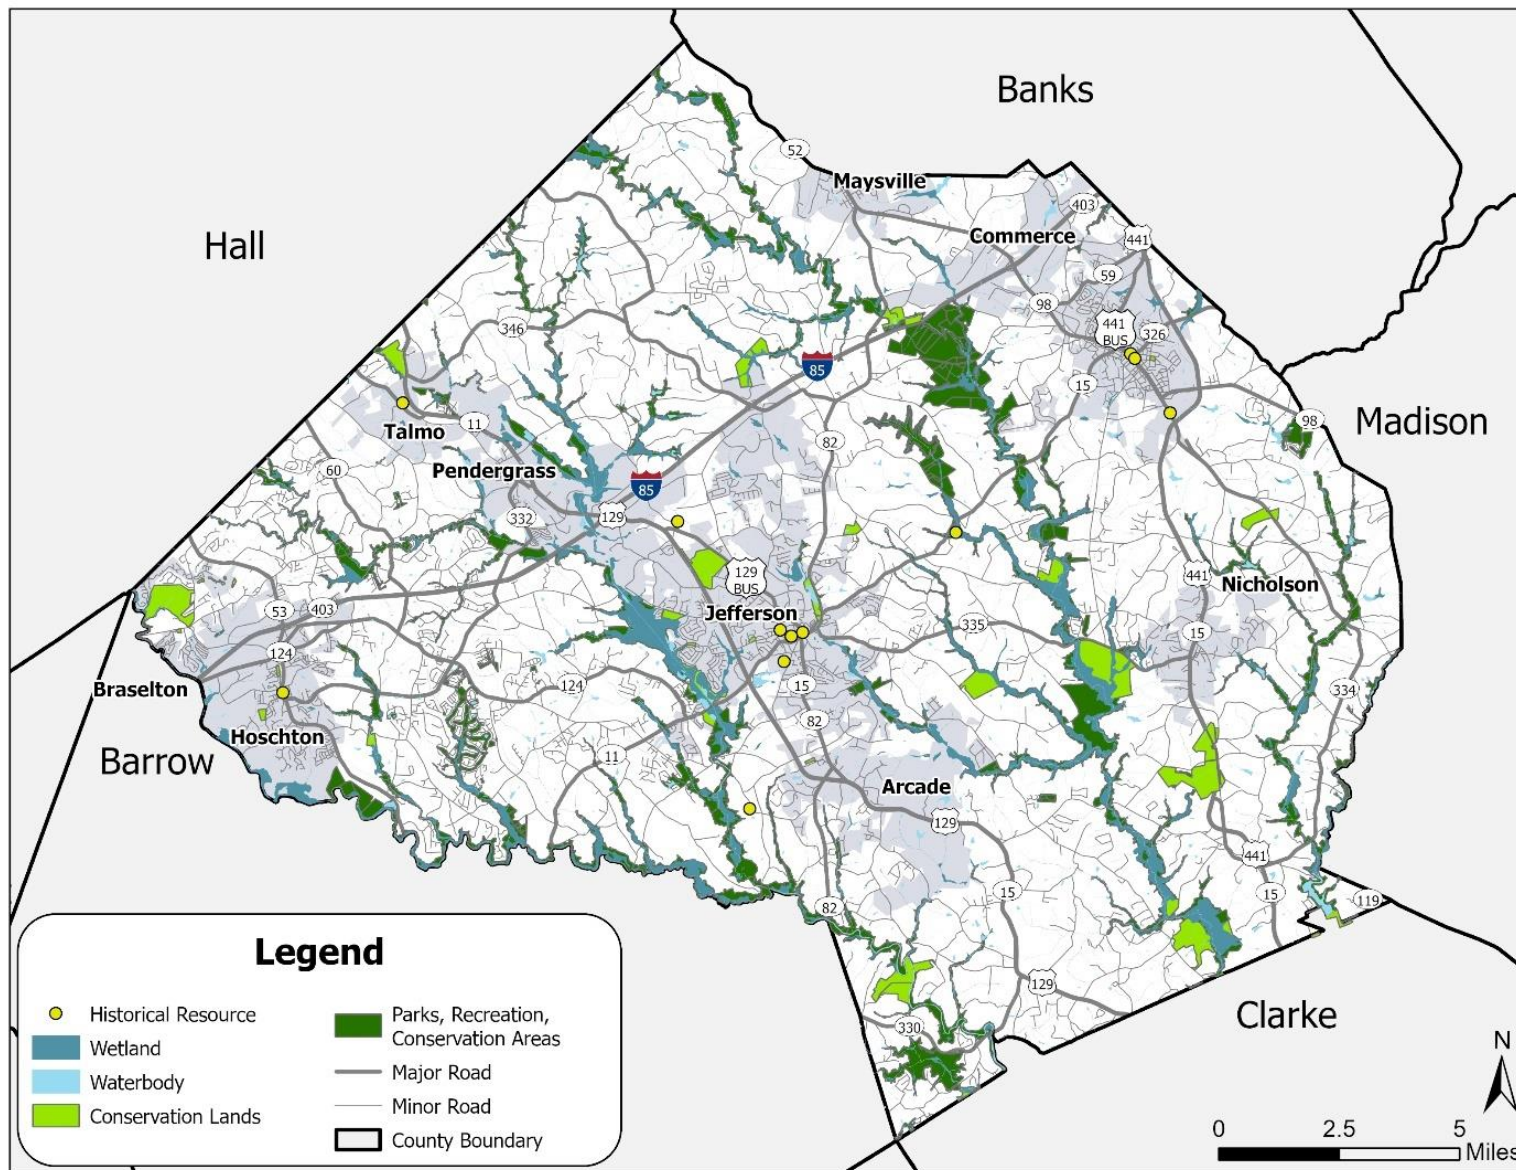 Banks
52
Maysville
403
Hall
Commerce
441
59
98
346
441
BUS
326
85
15
Talmo
11
82
98
Madison
60
Pendergrass
85
332
129
129
BUS
441
Nicholson
53
403
Jefferson
335
15
124
Braselton
124
15
334
Hoschton
82
Barrow
11
Arcade
129
441
15
15
119
82
129
330
Clarke
Legend
Historical Resource
Wetland
Waterbody
Conservation Lands
Parks, Recreation,
Conservation Areas
Major Road
Minor Road
County Boundary
N
0 2.5 5
Miles